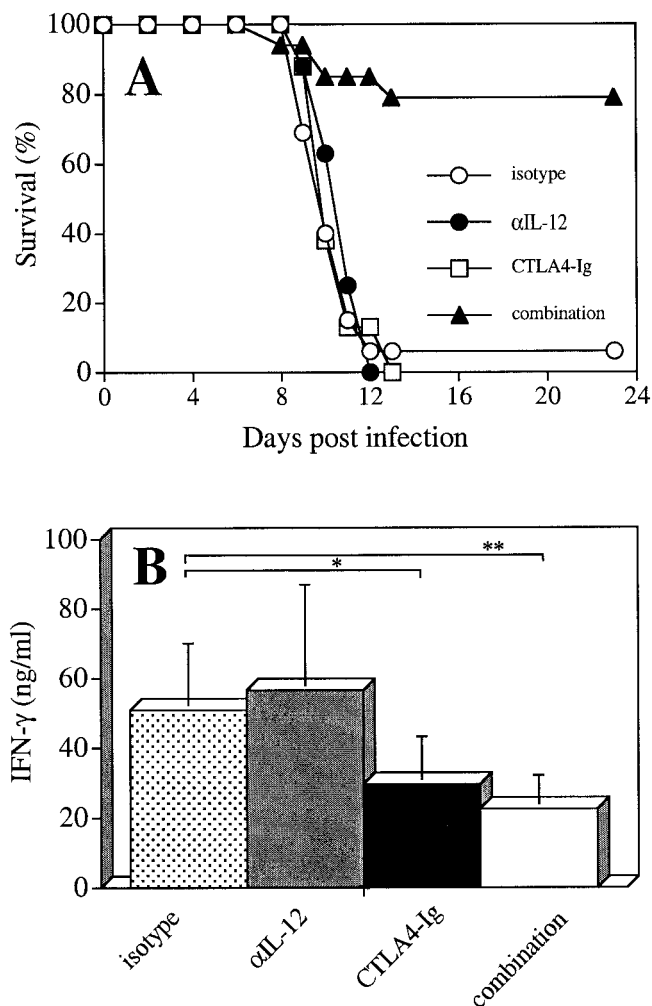 100
80
60
40
20
0
A
Survival (%)
isotype
αIL-12
CTLA4-Ig
combination
0 4 8 12 16 20 24
Days post infection
100
80
60
40
20
0
B
**
*
IFN-γ (ng/ml)
isotype
αIL-12
CTLA4-Ig
combination